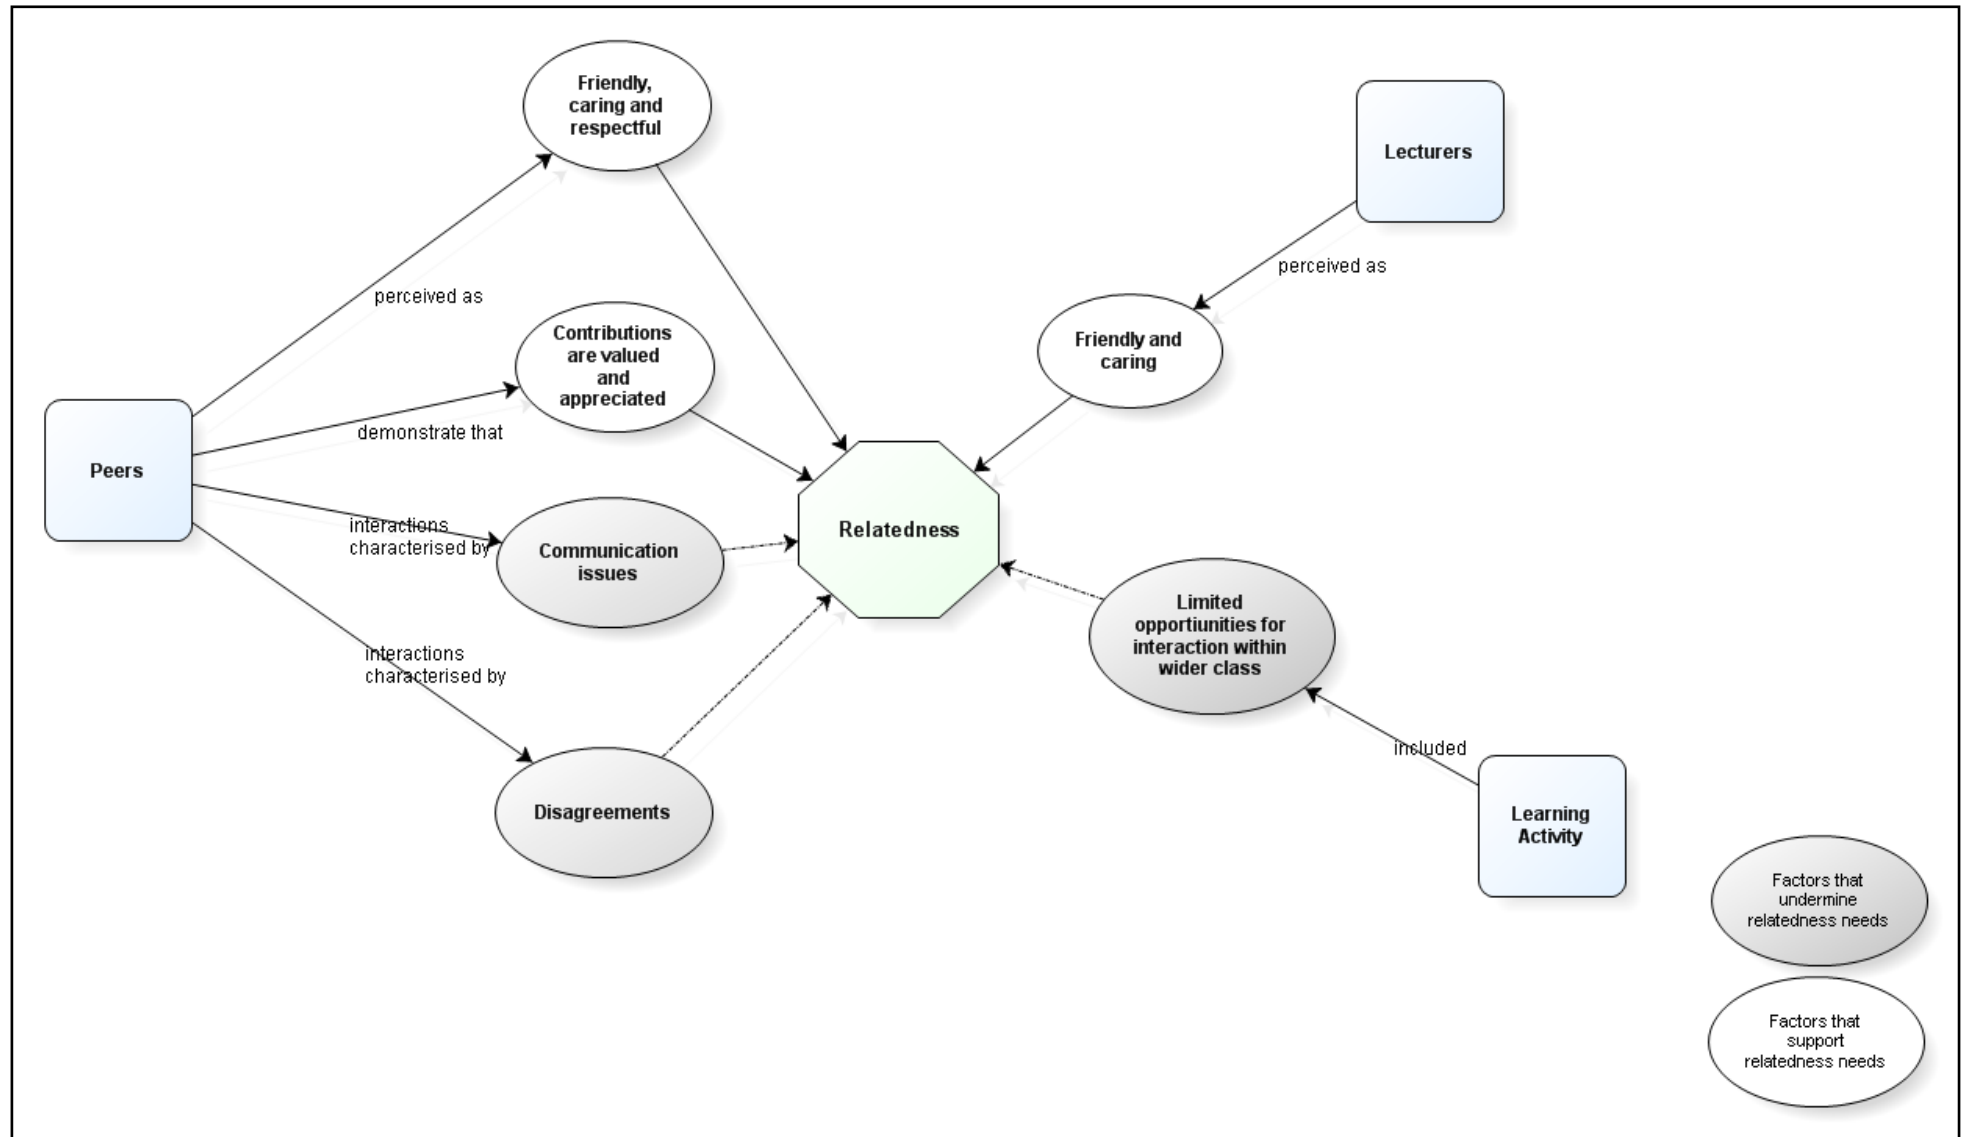 Friendly,
caring and
respectful
Lecturers
perceived as
perceived as
Contributions
are valued
and
appreciated
Friendly and
caring
demonstrate that
Peers
interactions
characterised by
Communication
issues
Relatedness
Limited
opportiunities for
interaction within
wider class
interactions
characterised by
included
Disagreements
Learning
Activity
Factors that
undermine
relatedness needs
Factors that
support
relatedness needs